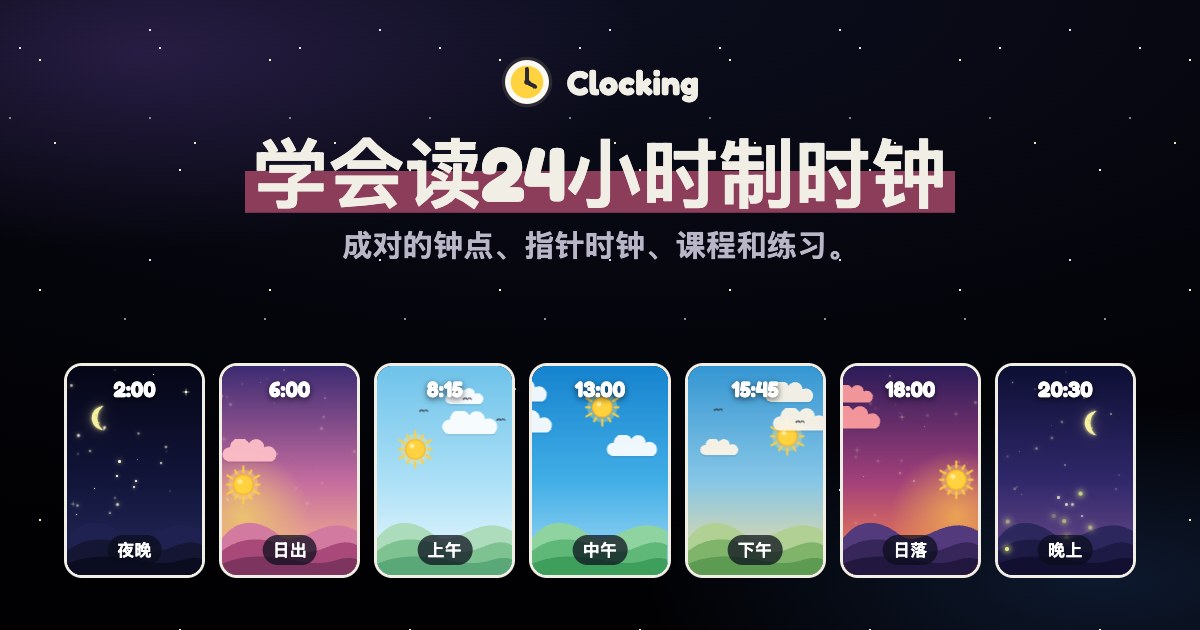 Clocking
学会读24小时制时钟
成对的钟点、指针时钟、课程和练习。
2:00
夜晚
6:00
日出
8:15
上午
13:00
中午
15:45
下午
18:00
日落
20:30
晚上